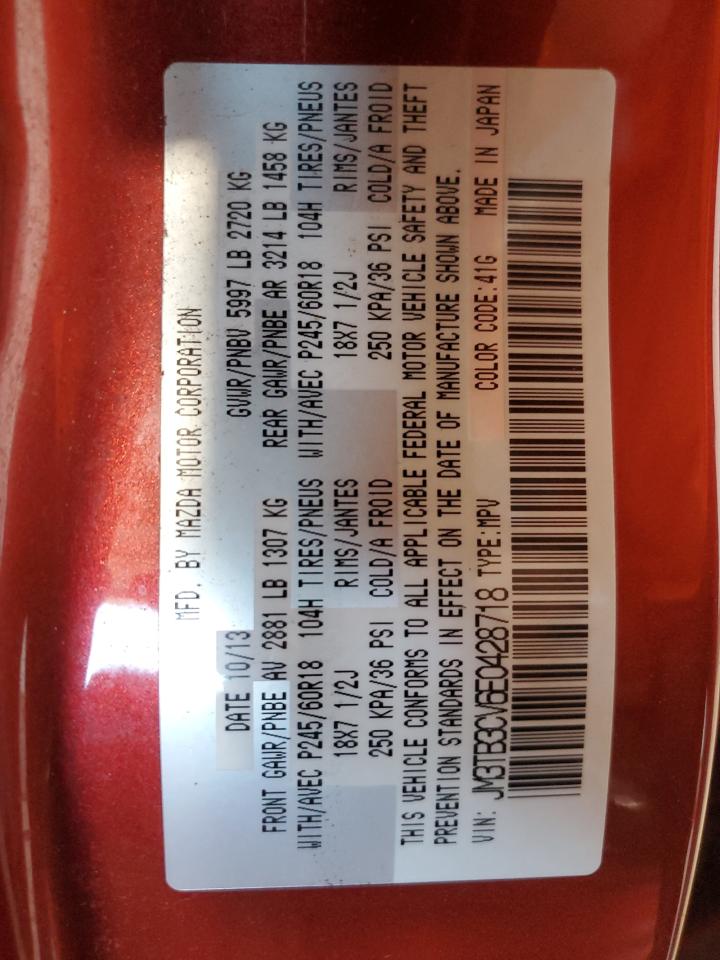 MFD. BY MAZDA MOTOR CORPORATION
DATE 10/13 GVWR/PNBV 5997 LB 2720 KG
FRONT GAWR/PNBE AV 2881 LB 1307 KG REAR GAWR/PNBE AR 3214 LB 1458 KG
WITH/AVEC P245/60R18 104H TIRES/PNEUS WITH/AVEC P245/60R18 104H TIRES/PNEUS
18X7 1/2J RIMS/JANTES 18X7 1/2J RIMS/JANTES
250 KPA/36 PSI COLD/A FROID 250 KPA/36 PSI COLD/A FROID
THIS VEHICLE CONFORMS TO ALL APPLICABLE FEDERAL MOTOR VEHICLE SAFETY AND THEFT
PREVENTION STANDARDS IN EFFECT ON THE DATE OF MANUFACTURE SHOWN ABOVE.
VIN: JM3TB3CV6E0428718 TYPE:MPV COLOR CODE:41G MADE IN JAPAN